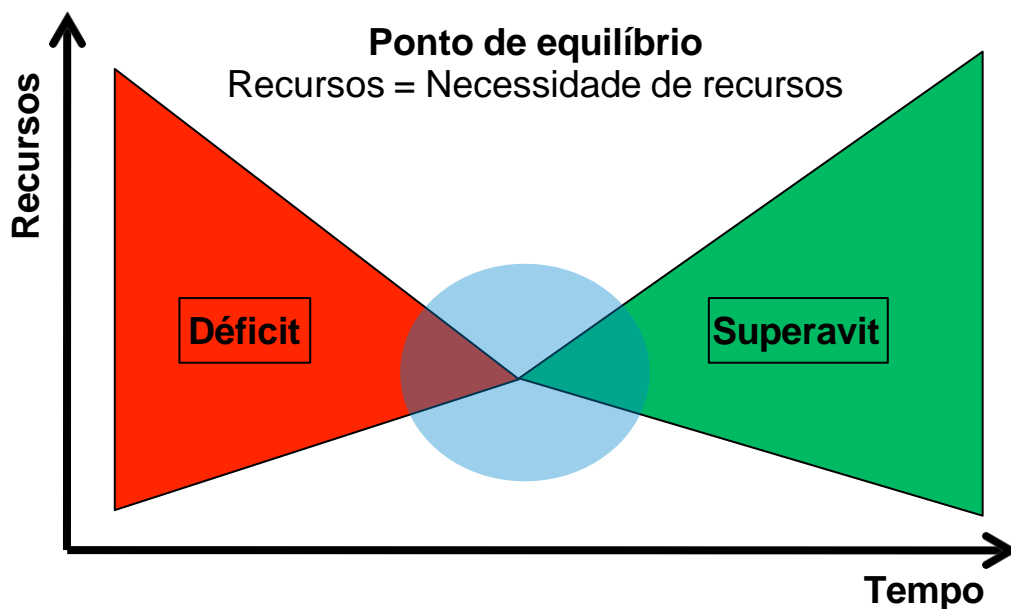 Ponto de equilíbrio
Recursos = Necessidade de recursos
Recursos
Déficit
Superavit
Tempo